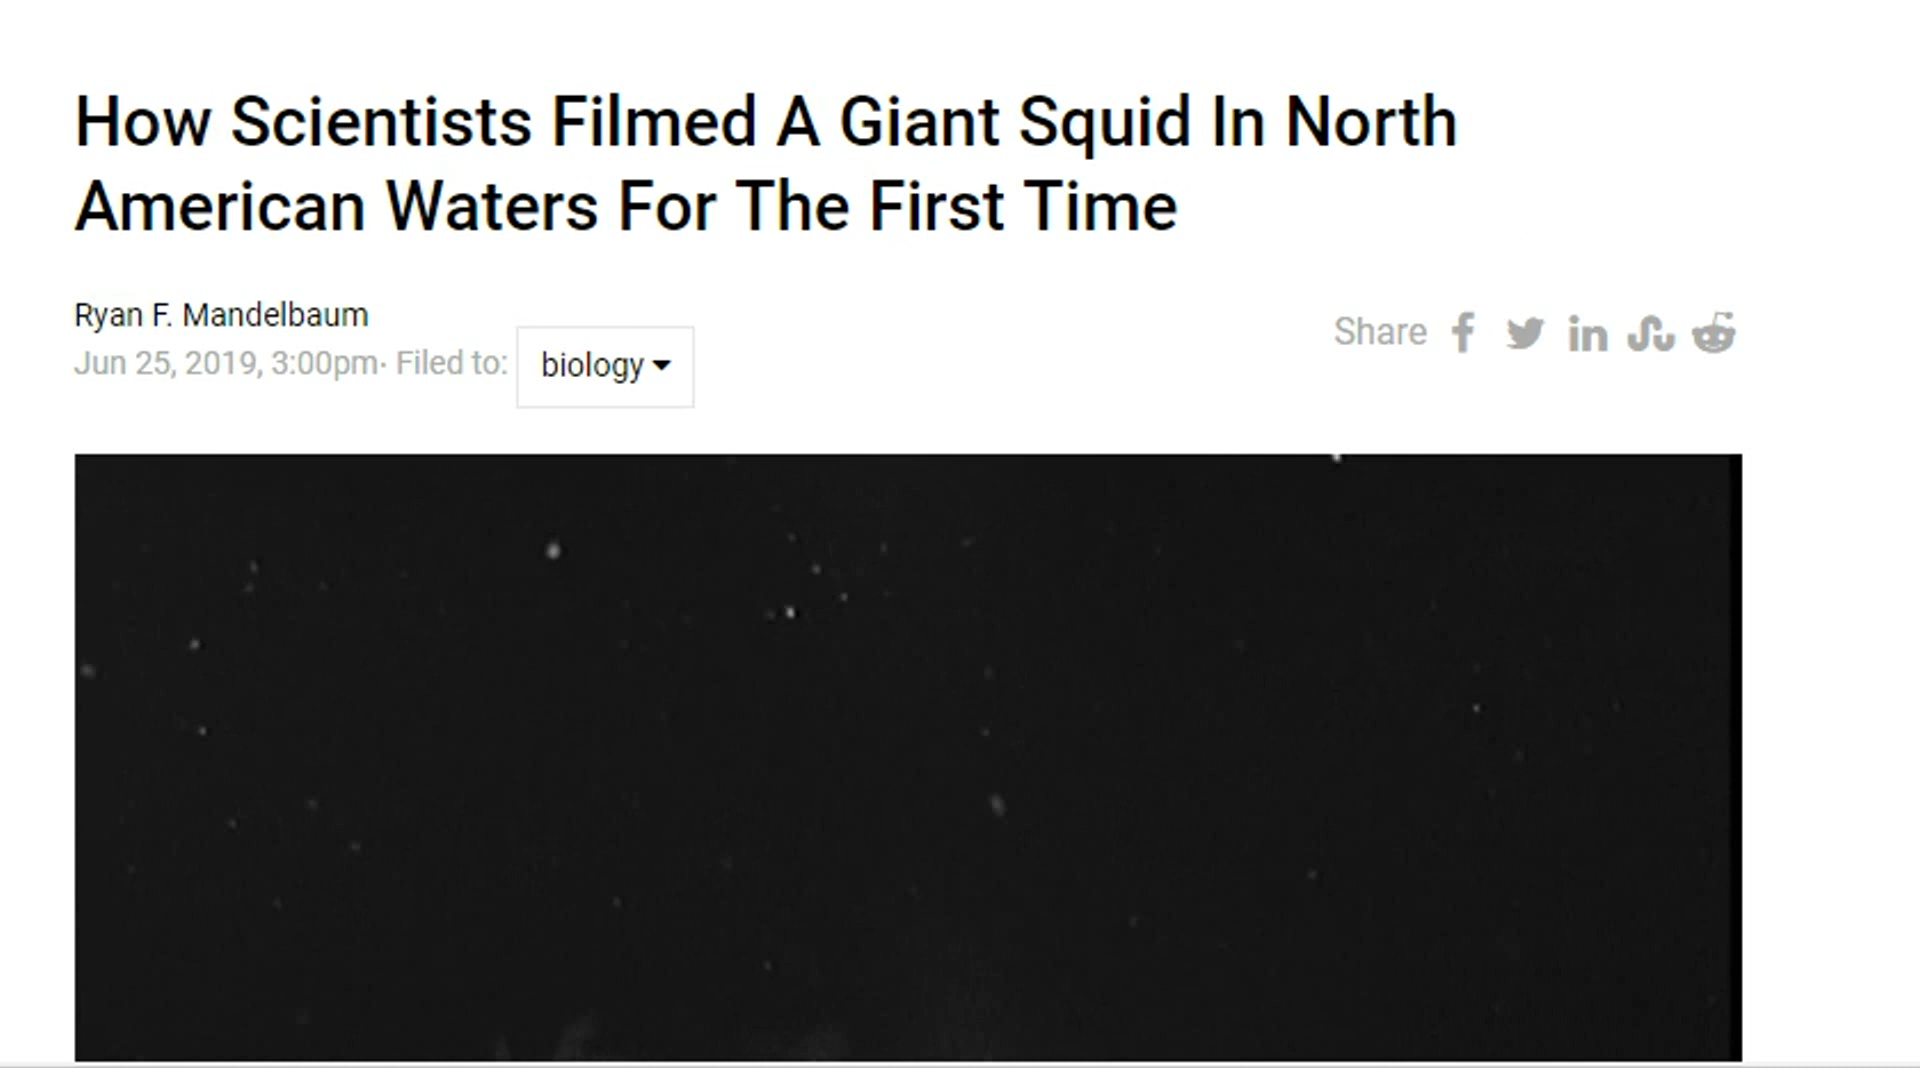 How Scientists Filmed A Giant Squid In North
American Waters For The First Time
Ryan F. Mandelbaum
Jun 25, 2019, 3:00pm· Filed to: biology
Share